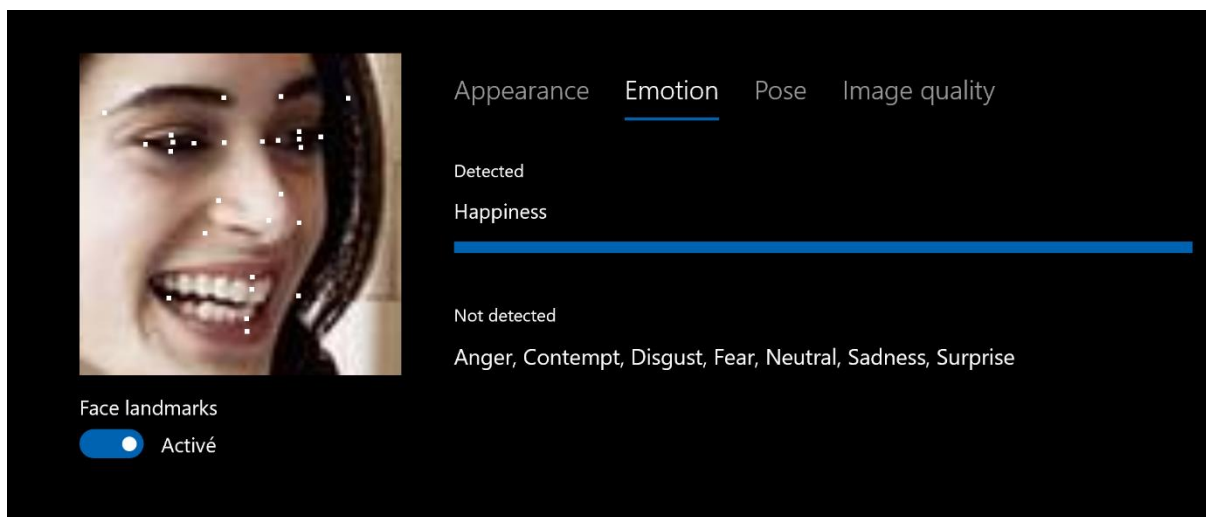 Appearance Emotion Pose Image quality
Detected
Happiness
Not detected
Anger, Contempt, Disgust, Fear, Neutral, Sadness, Surprise
Face landmarks
Activé